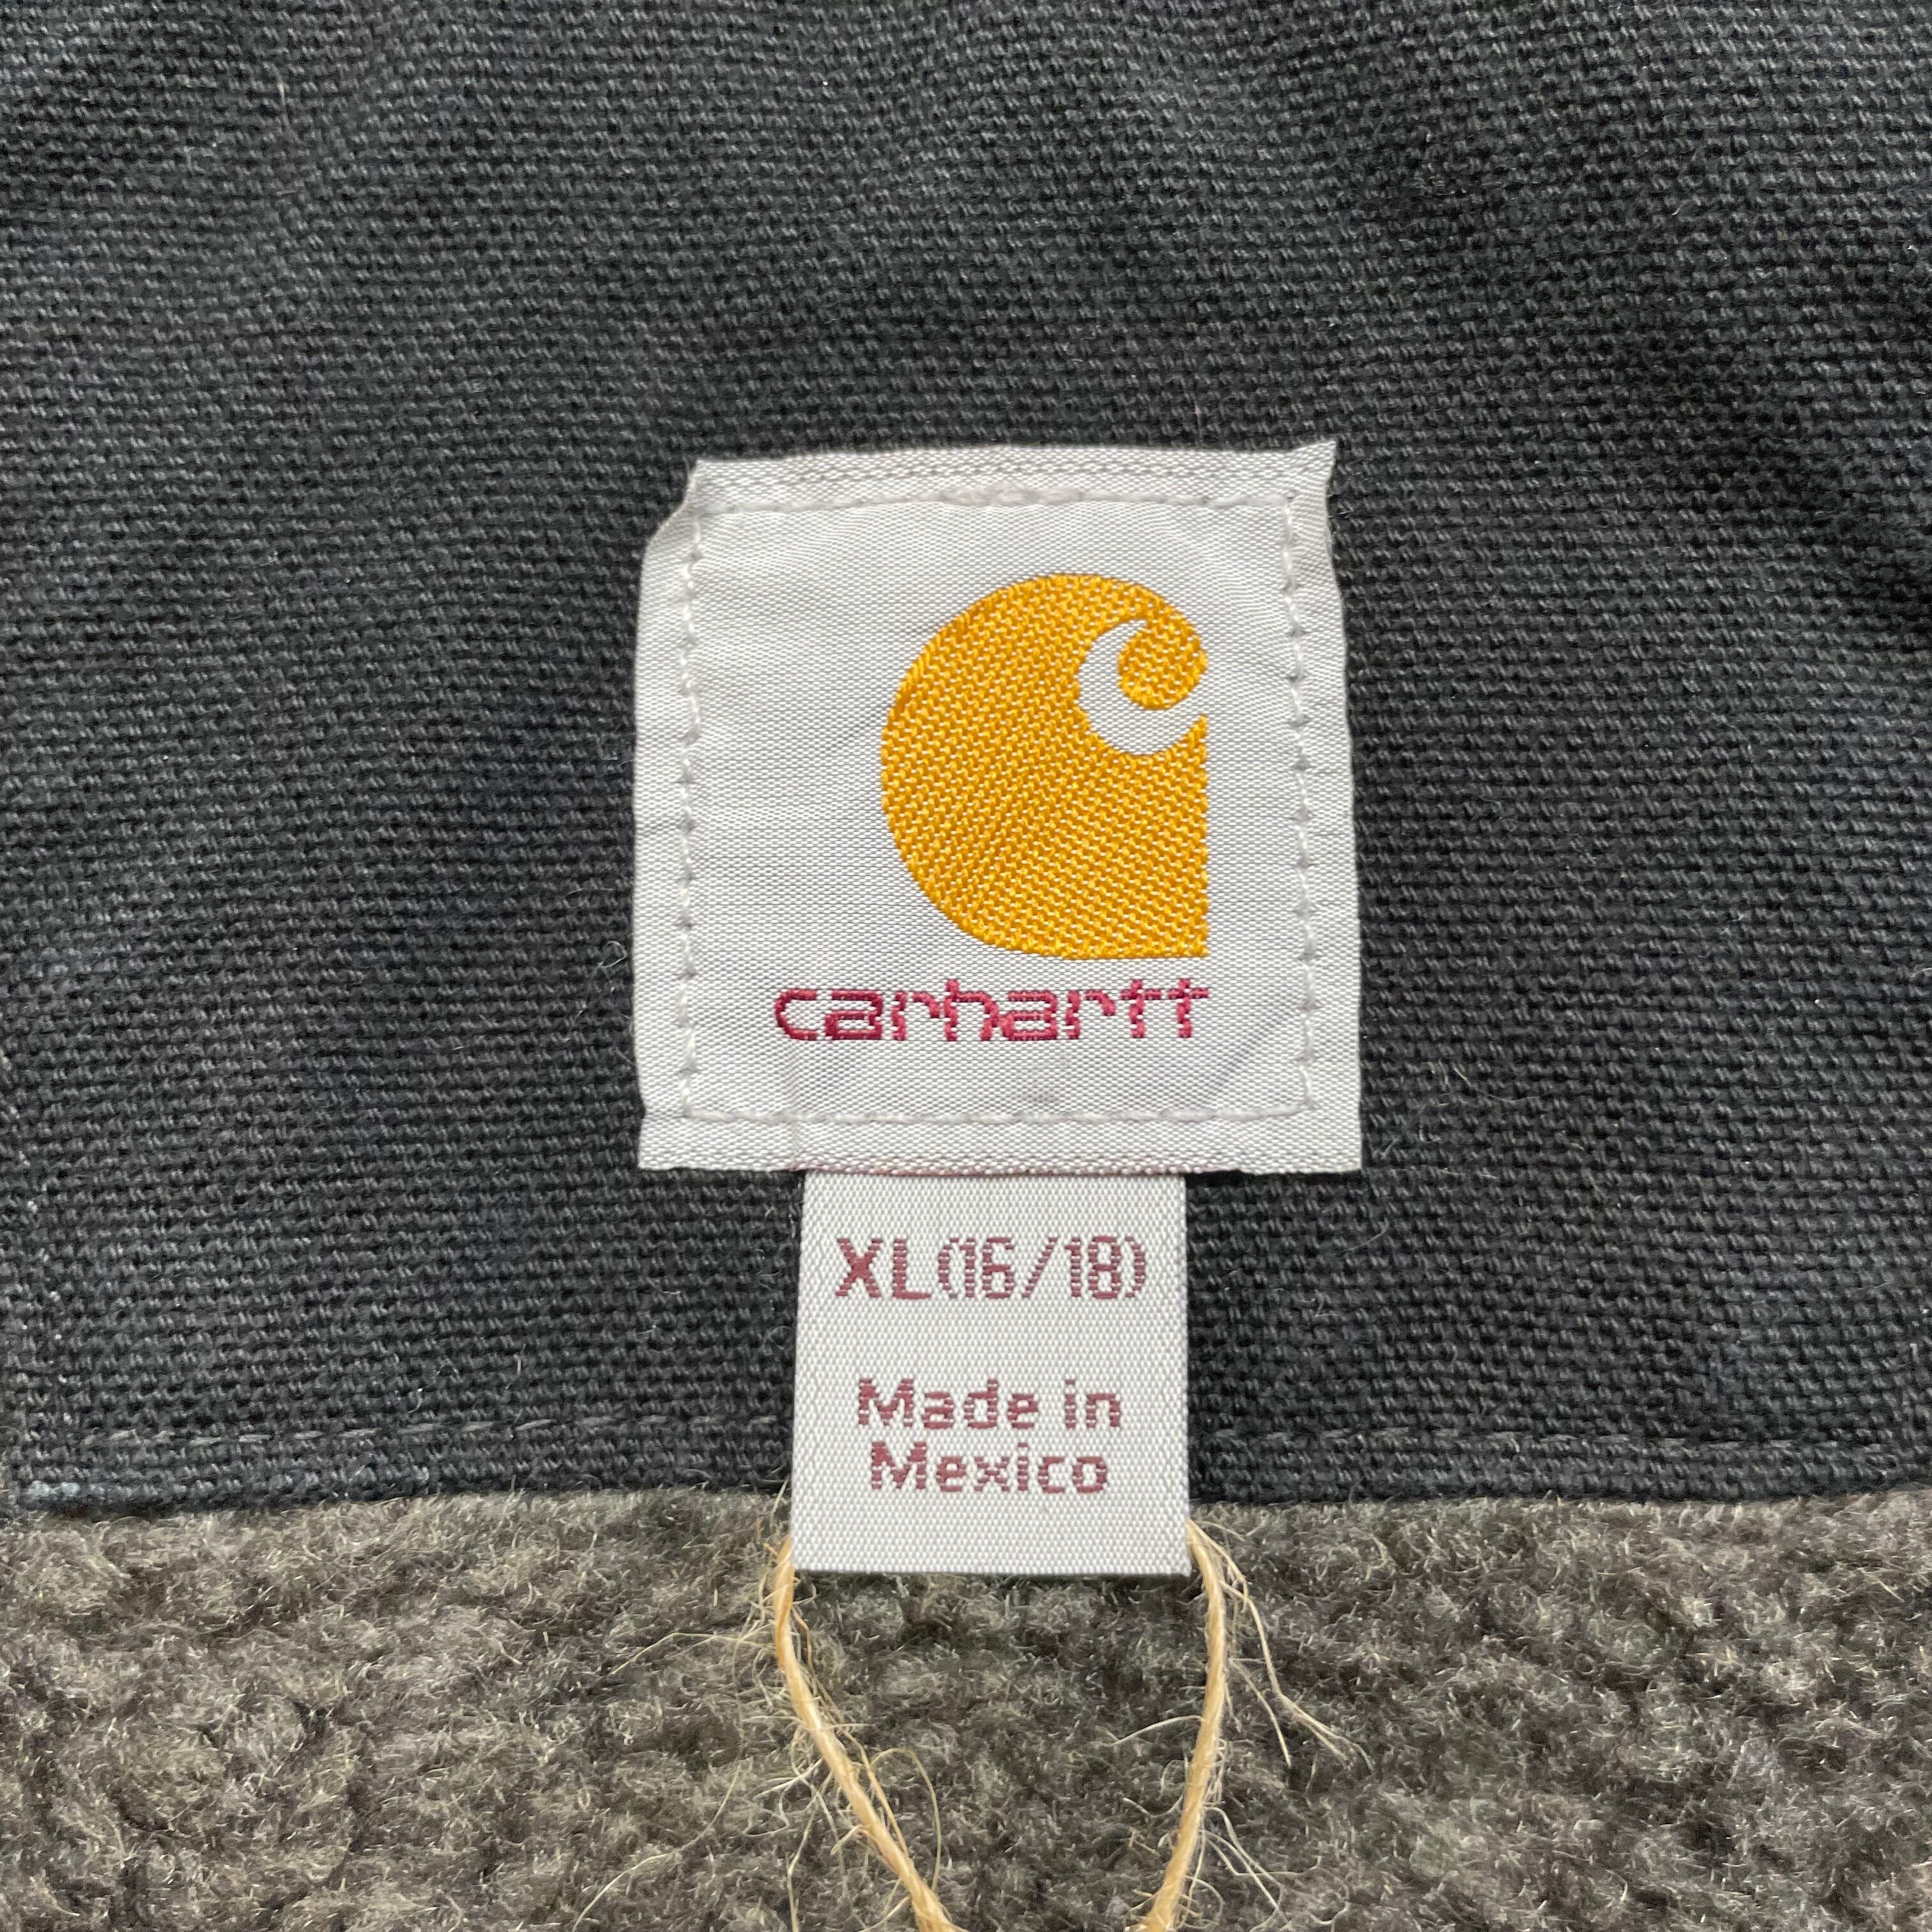 carhartt
XL(16/18)
Made in
Mexico